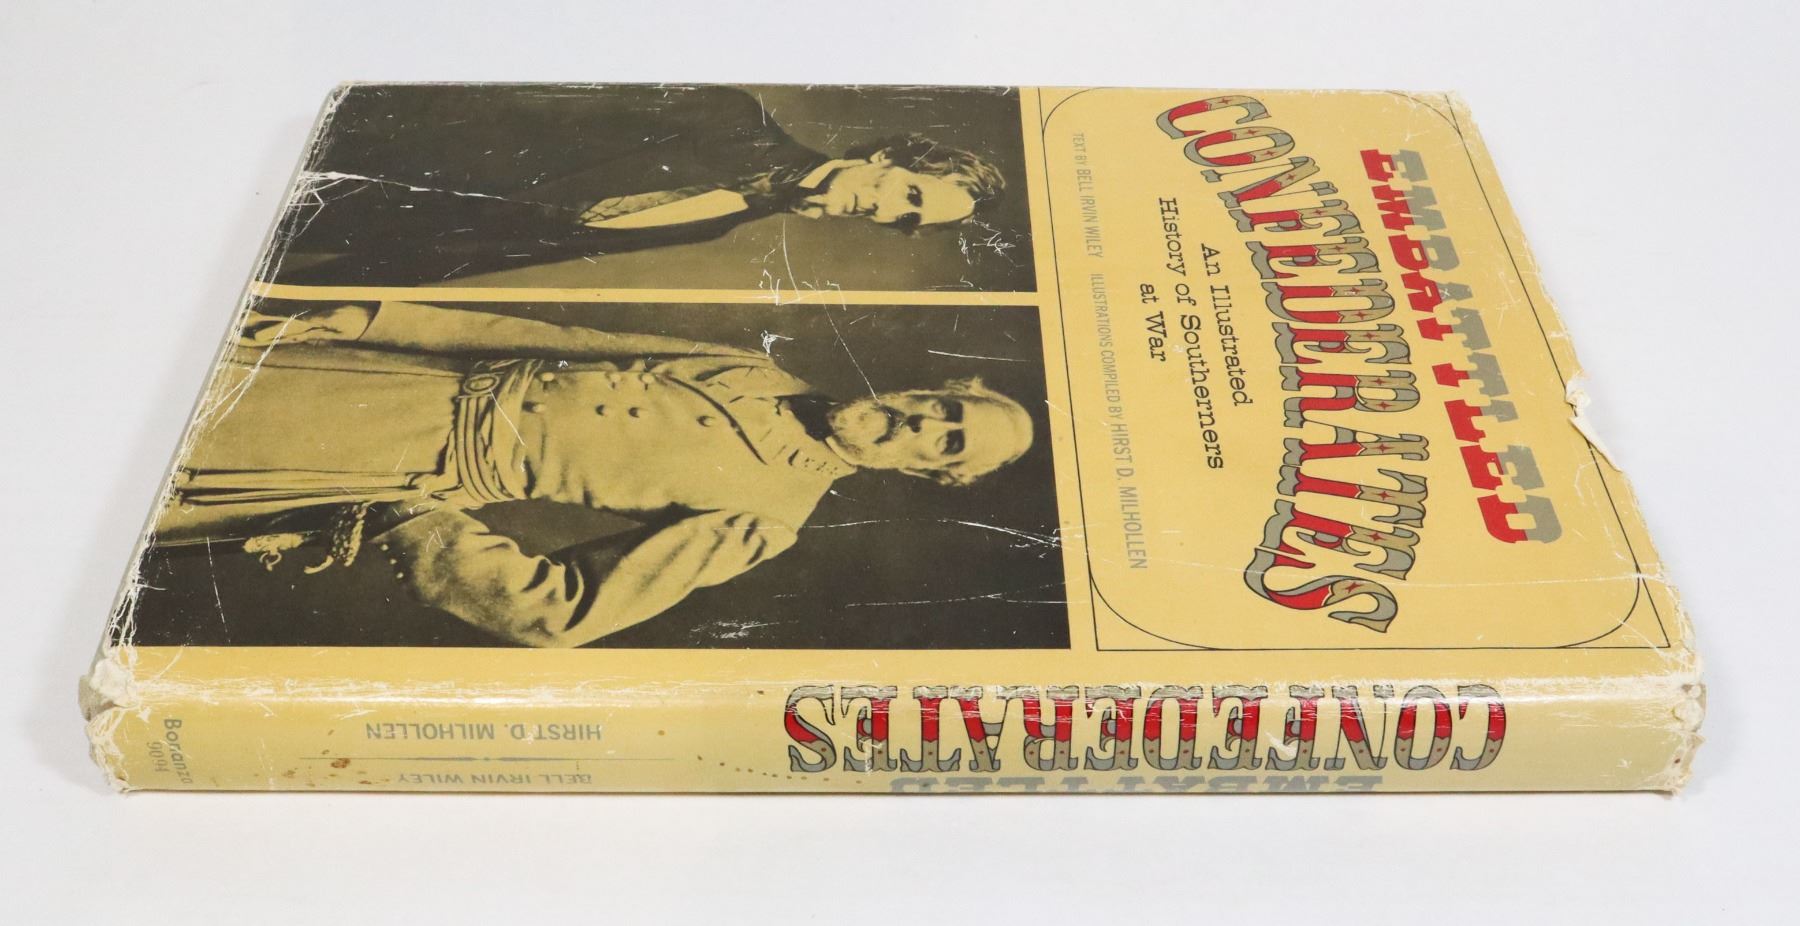 EMBATTLED
CONFEDERATES
An Illustrated
History of Southerners
at War
TEXT BY BELL IRVIN WILEY ILLUSTRATIONS COMPILED BY HIRST D. MILHOLLEN
EMBATTLED
CONFEDERATES
BELL IRVIN WILEY
HIRST D. MILHOLLEN
Bonanza